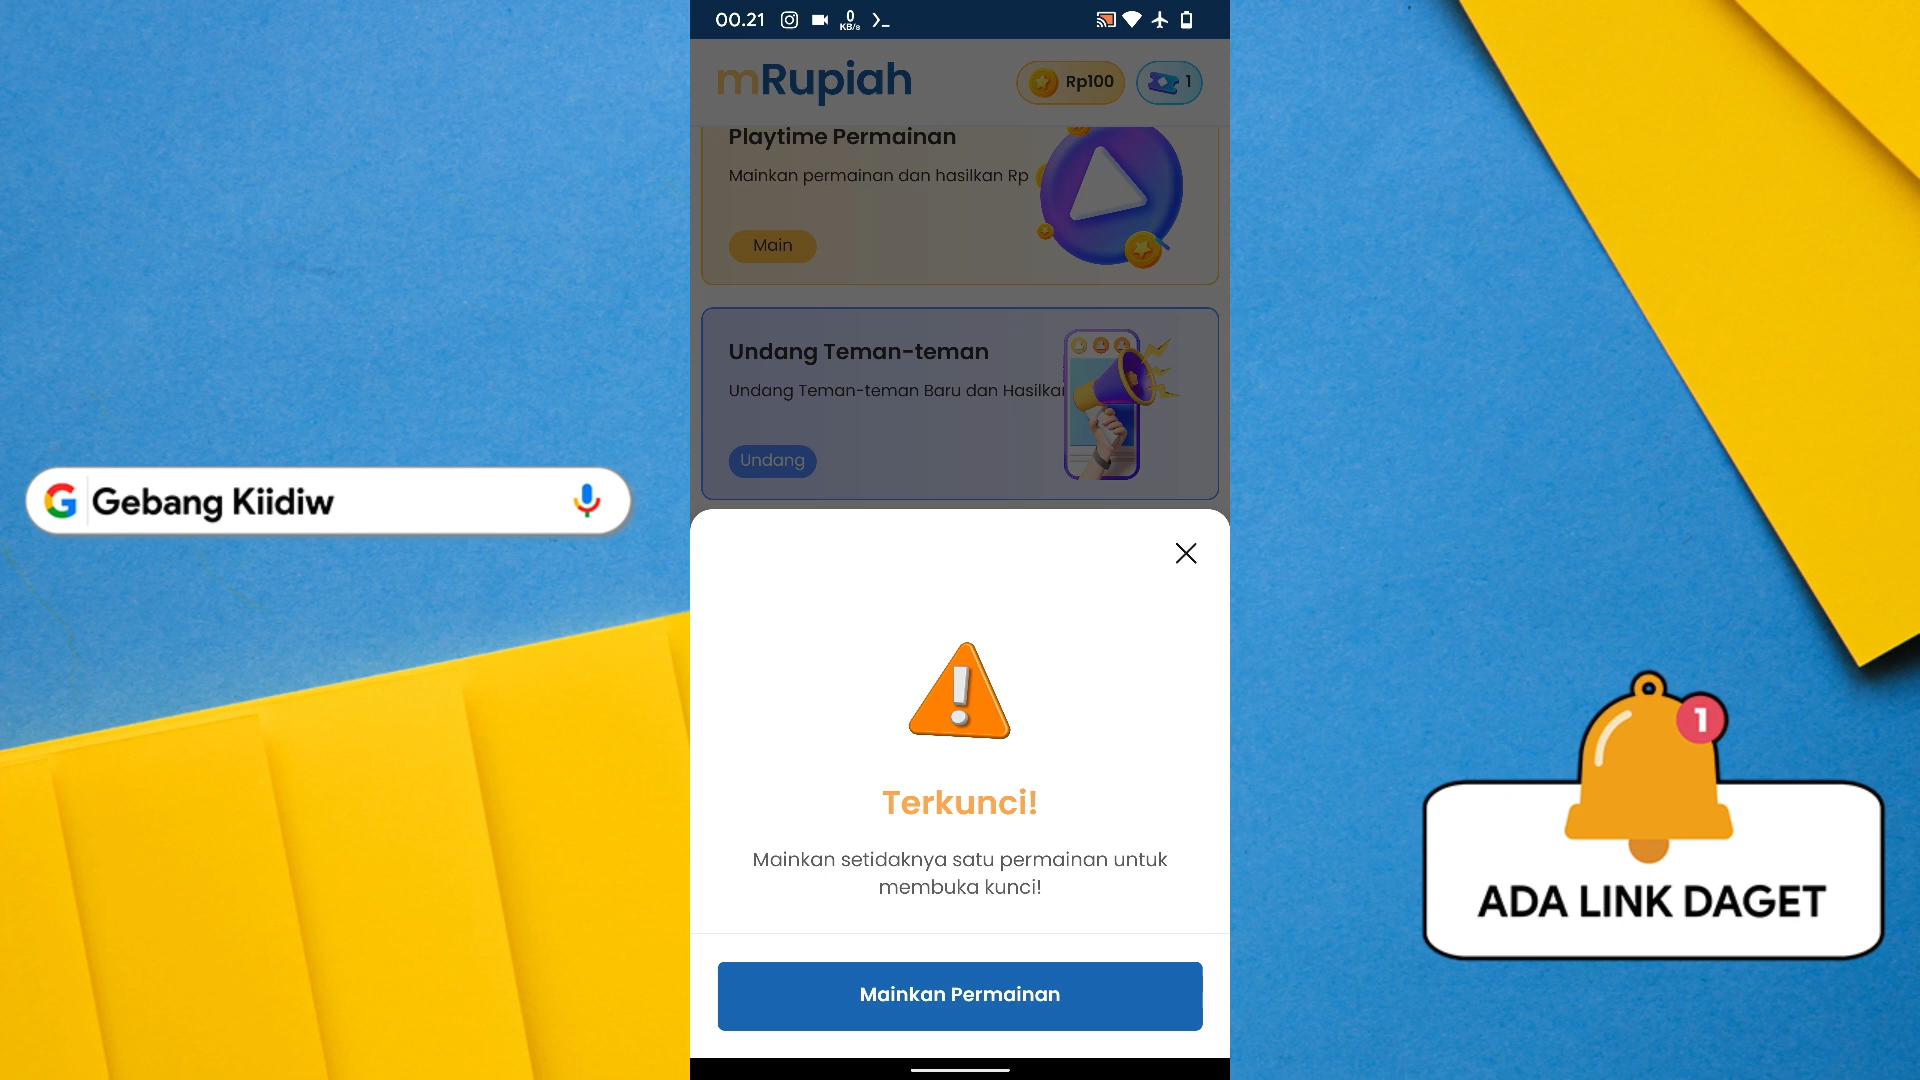 00.21
0
KB/s
mRupiah
Rp100
1
Playtime Permainan
Mainkan permainan dan hasilkan Rp
Main
Undang Teman-teman
Undang Teman-teman Baru dan Hasilkan
Undang
Gebang Kiidiw
Terkunci!
Mainkan setidaknya satu permainan untuk
membuka kunci!
Mainkan Permainan
1
ADA LINK DAGET